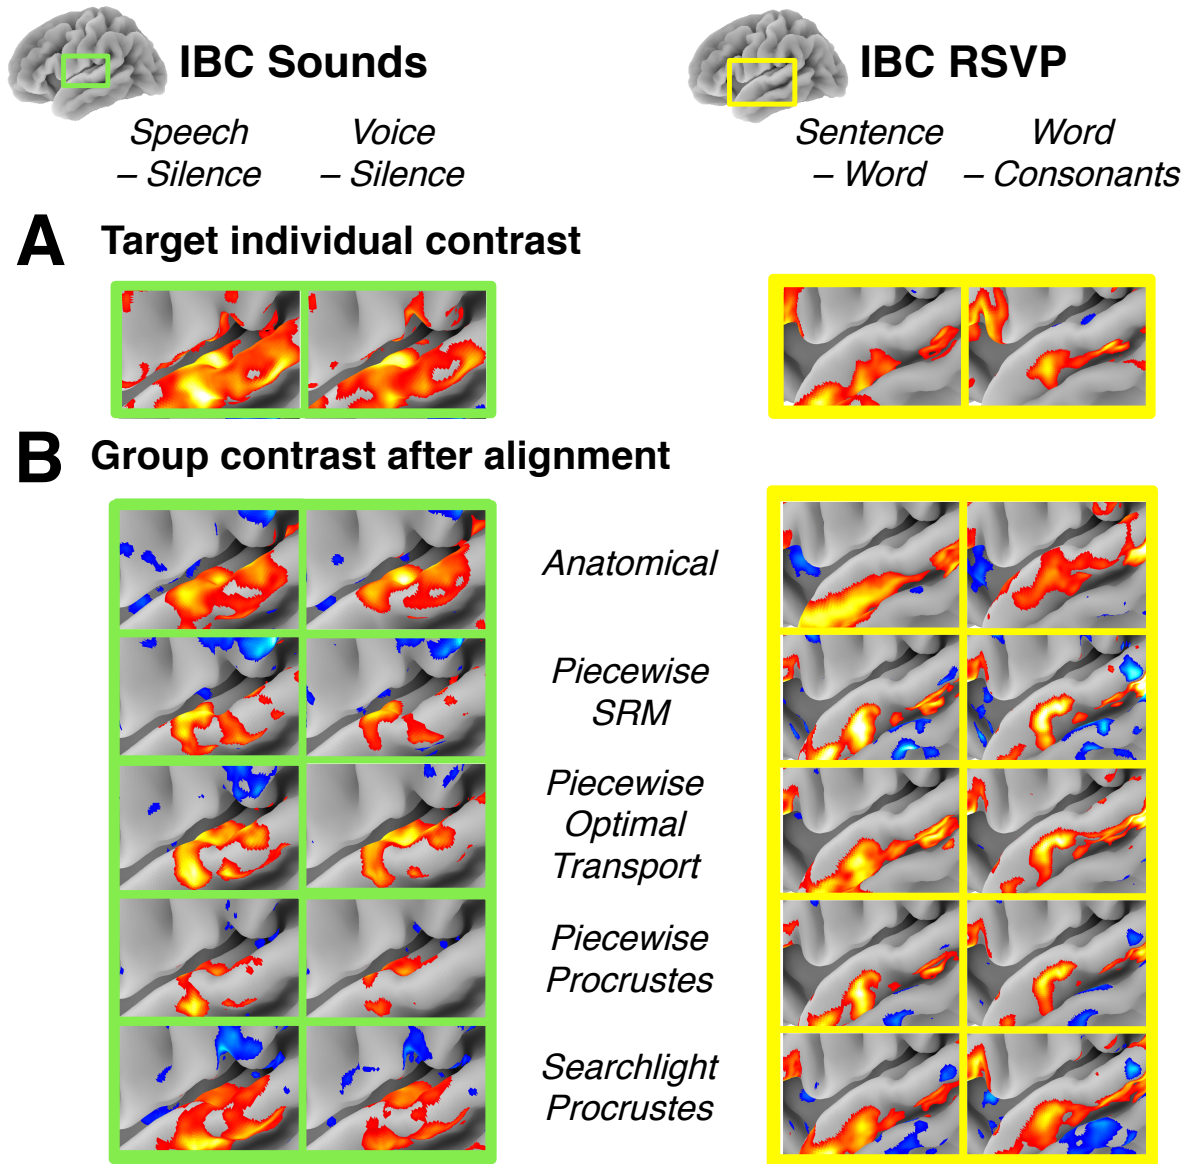 IBC Sounds
IBC RSVP
Speech
– Silence
Voice
– Silence
Sentence
– Word
Word
– Consonants
A Target individual contrast
B Group contrast after alignment
Anatomical
Piecewise
SRM
Piecewise
Optimal
Transport
Piecewise
Procrustes
Searchlight
Procrustes